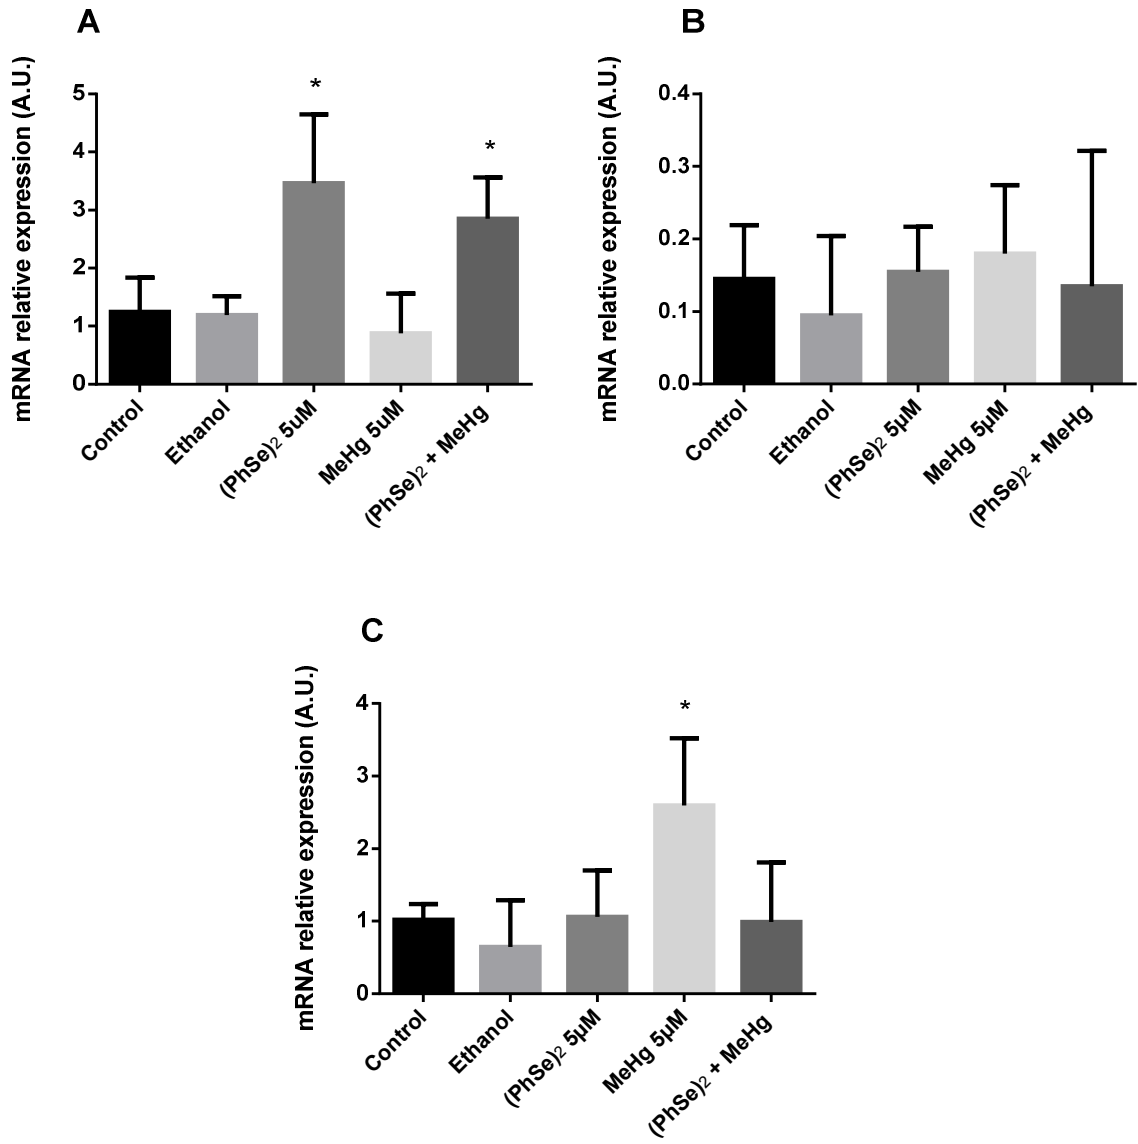 A
mRNA relative expression (A.U.)
5
4
3
2
1
0
*
*
Control
Ethanol
(PhSe)₂ 5uM
MeHg 5uM
(PhSe)₂ + MeHg
B
mRNA relative expression (A.U.)
0.4
0.3
0.2
0.1
0.0
Control
Ethanol
(PhSe)₂ 5µM
MeHg 5µM
(PhSe)₂ + MeHg
C
mRNA relative expression (A.U.)
4
3
2
1
0
*
Control
Ethanol
(PhSe)₂ 5µM
MeHg 5µM
(PhSe)₂ + MeHg